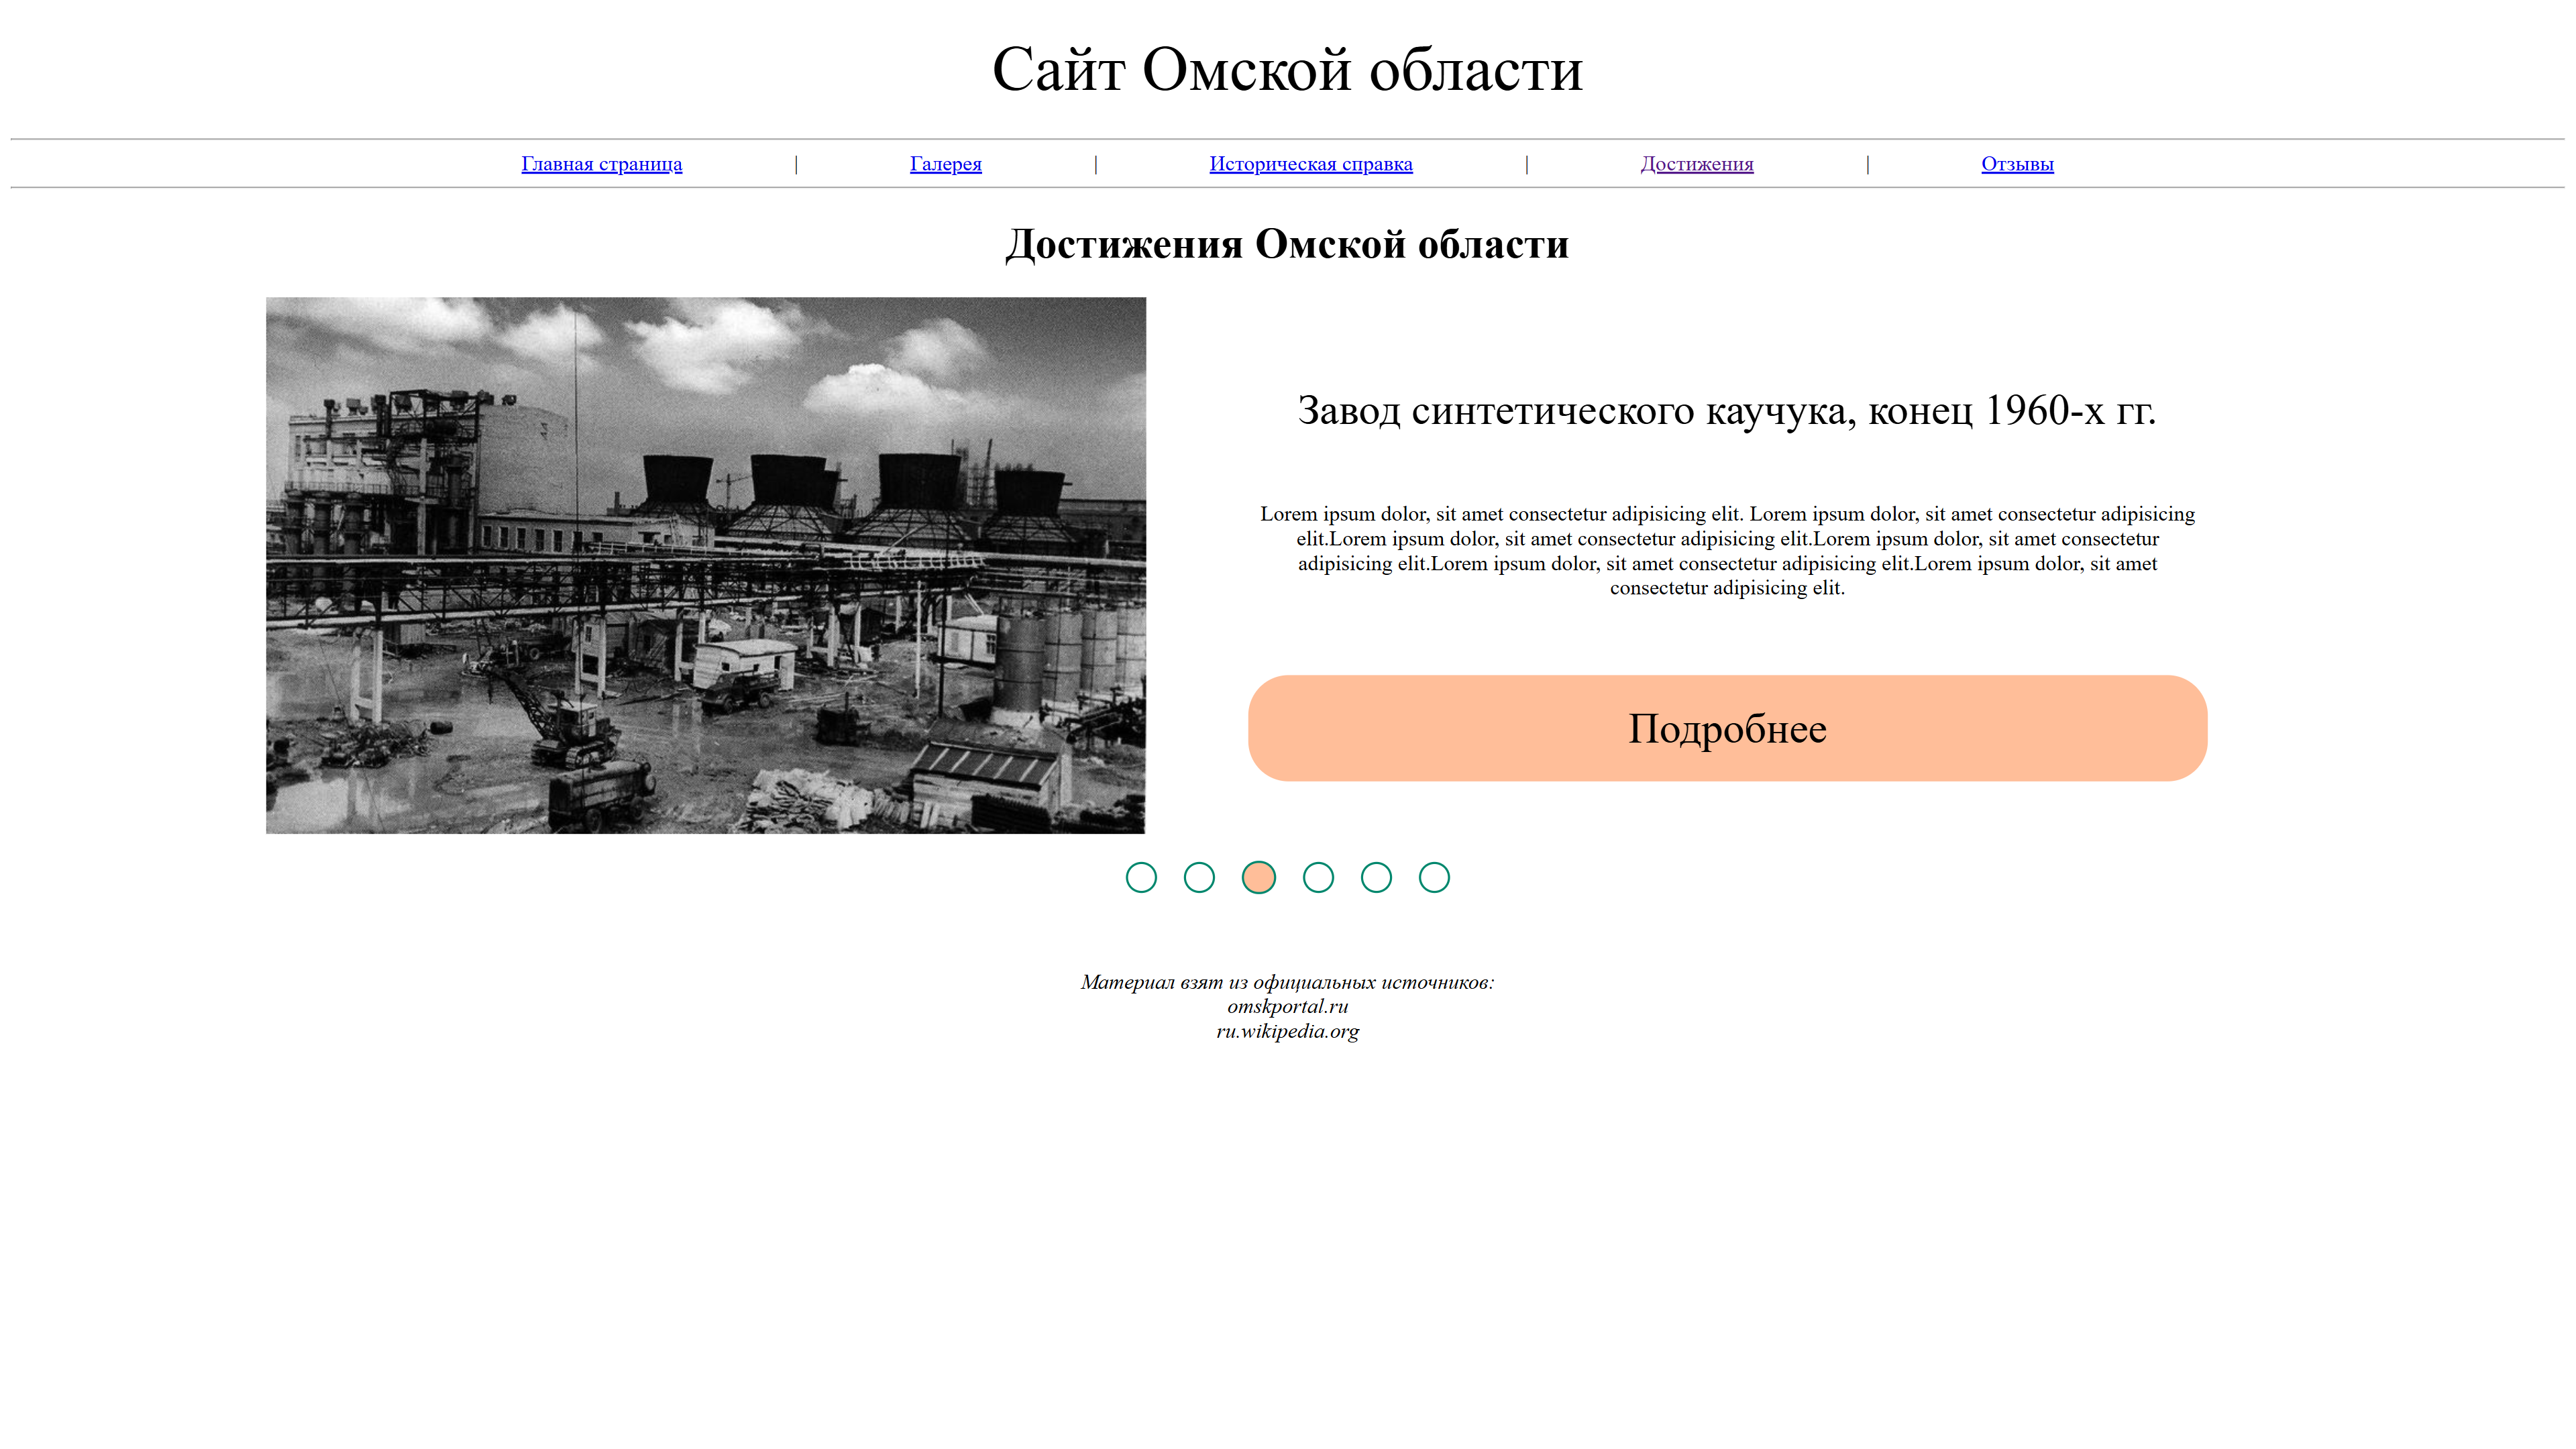 Сайт Омской области
Главная страница | Галерея | Историческая справка | Достижения | Отзывы
Достижения Омской области
Завод синтетического каучука, конец 1960-х гг.
Lorem ipsum dolor, sit amet consectetur adipisicing elit. Lorem ipsum dolor, sit amet consectetur adipisicing
elit.Lorem ipsum dolor, sit amet consectetur adipisicing elit.Lorem ipsum dolor, sit amet consectetur
adipisicing elit.Lorem ipsum dolor, sit amet consectetur adipisicing elit.Lorem ipsum dolor, sit amet
consectetur adipisicing elit.
Подробнее
Материал взят из официальных источников:
omskportal.ru
ru.wikipedia.org